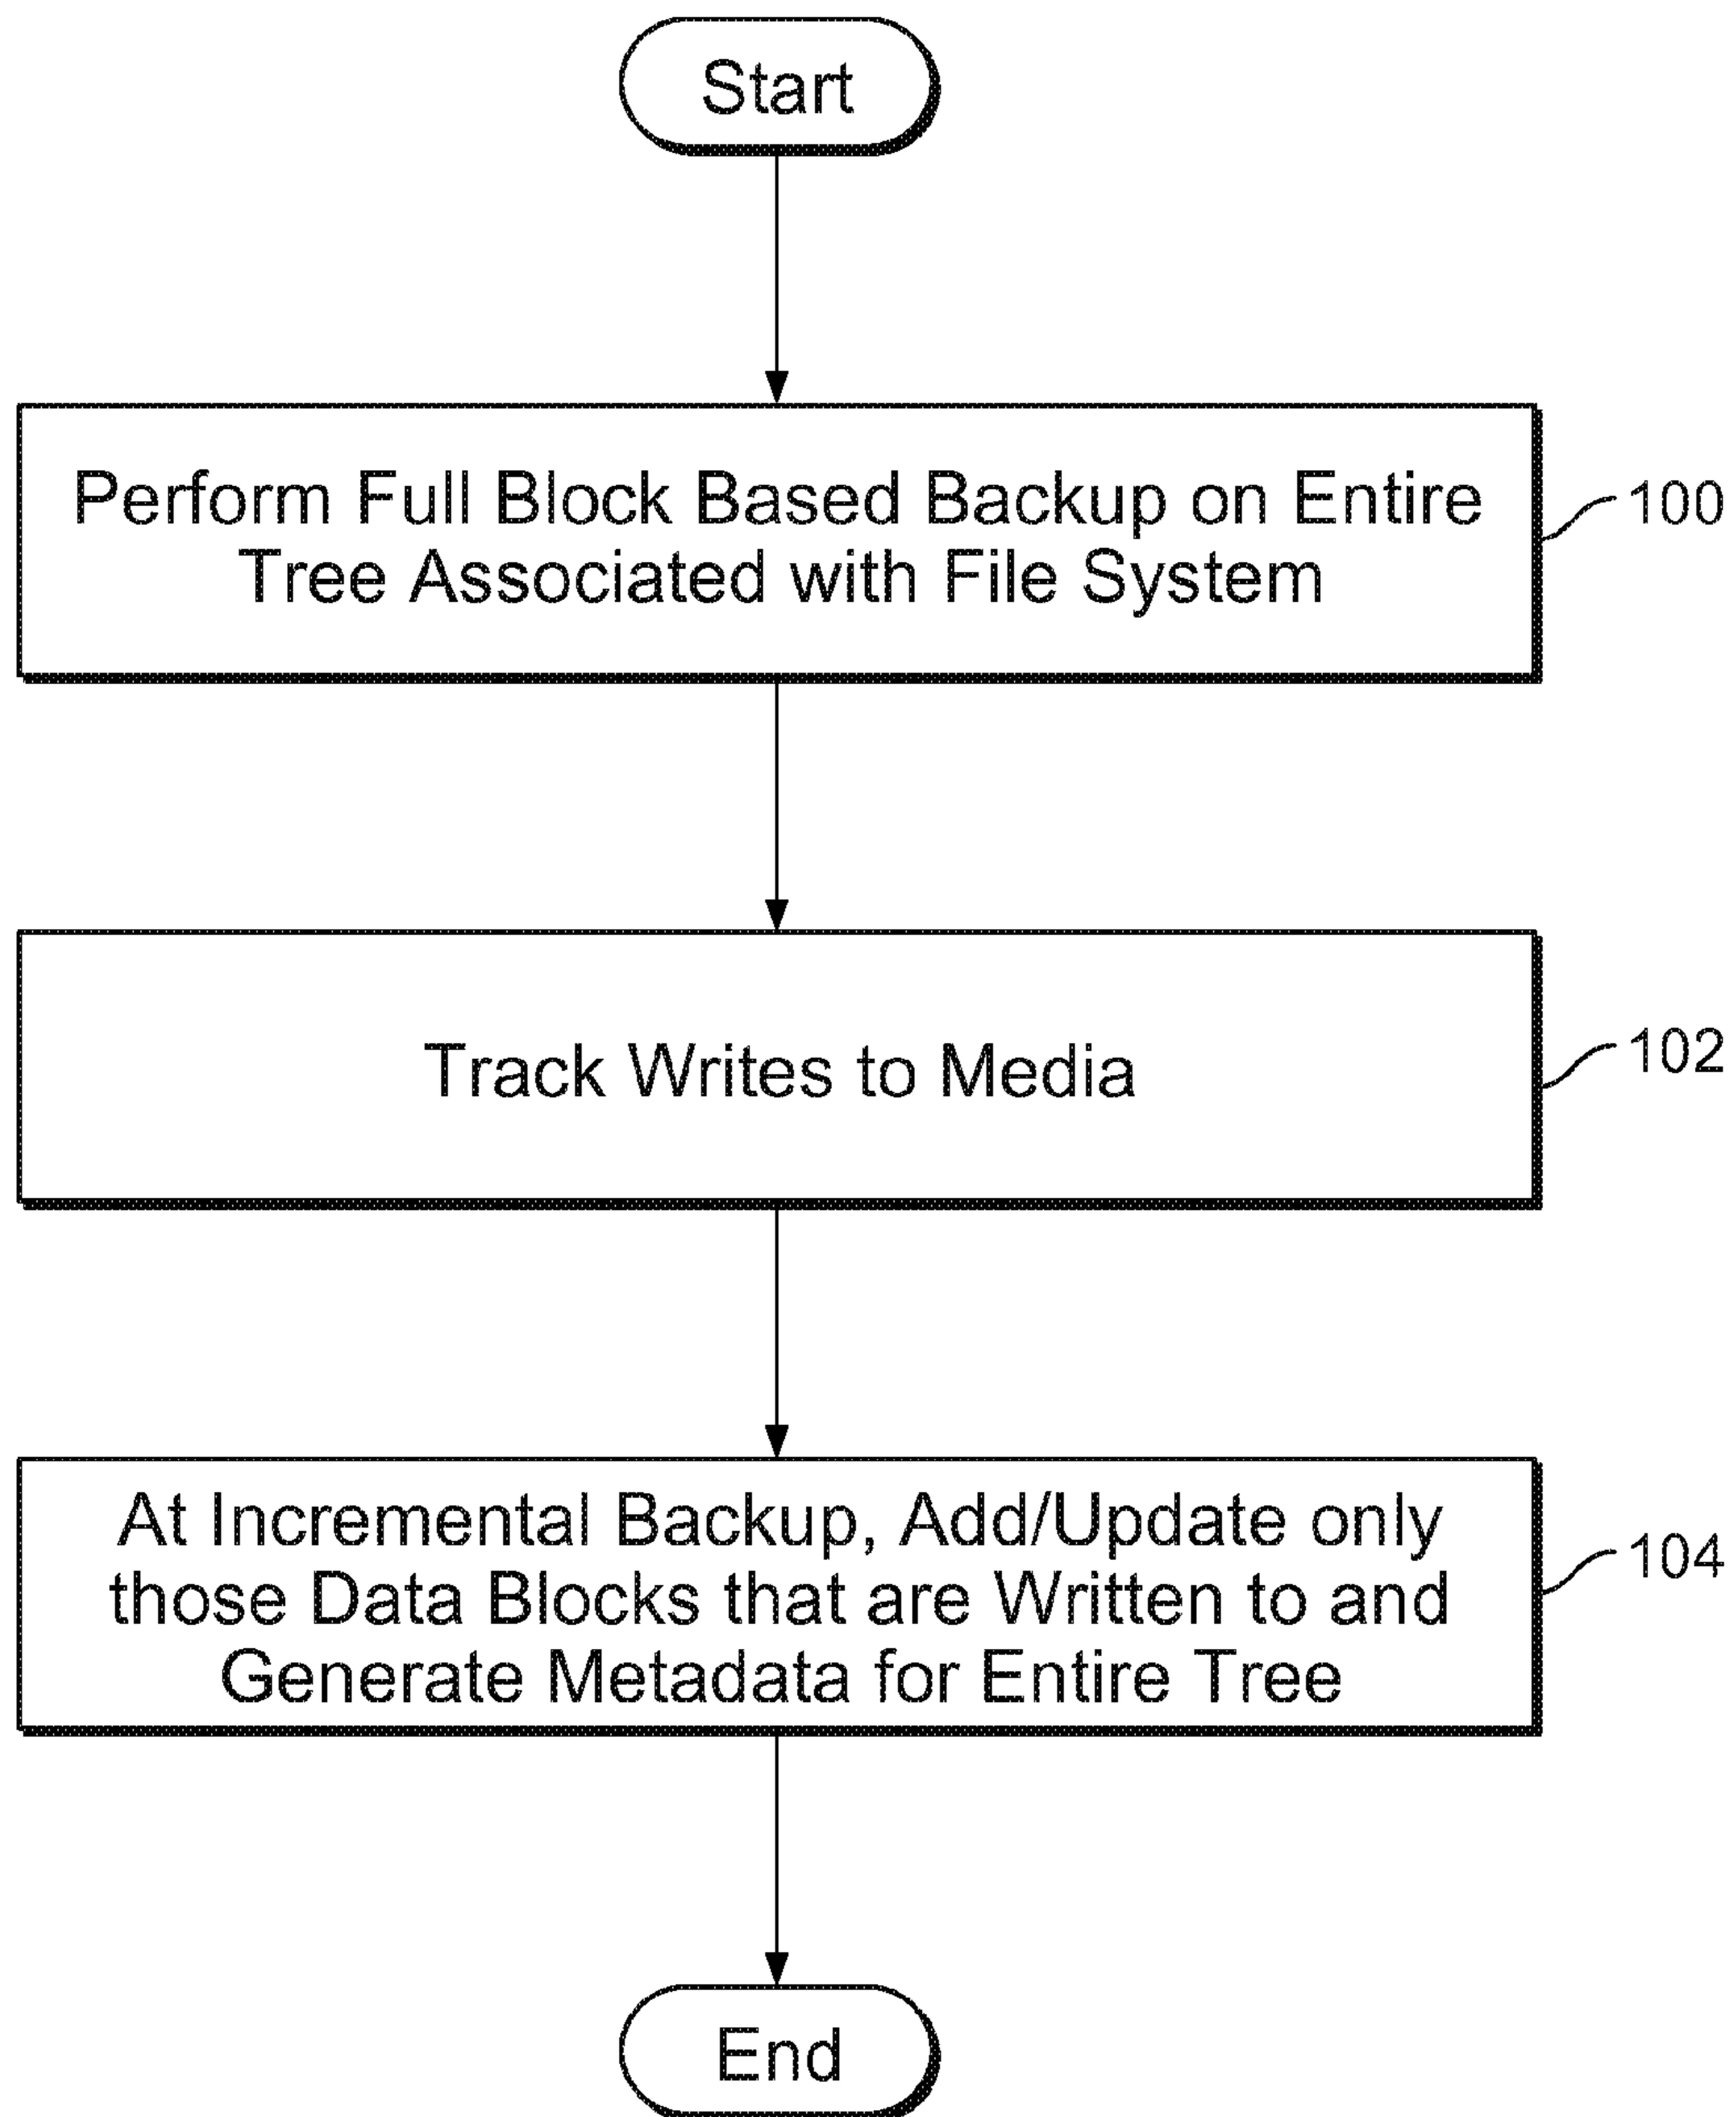 Start
Perform Full Block Based Backup on Entire
Tree Associated with File System
100
Track Writes to Media
102
At Incremental Backup, Add/Update only
those Data Blocks that are Written to and
Generate Metadata for Entire Tree
104
End